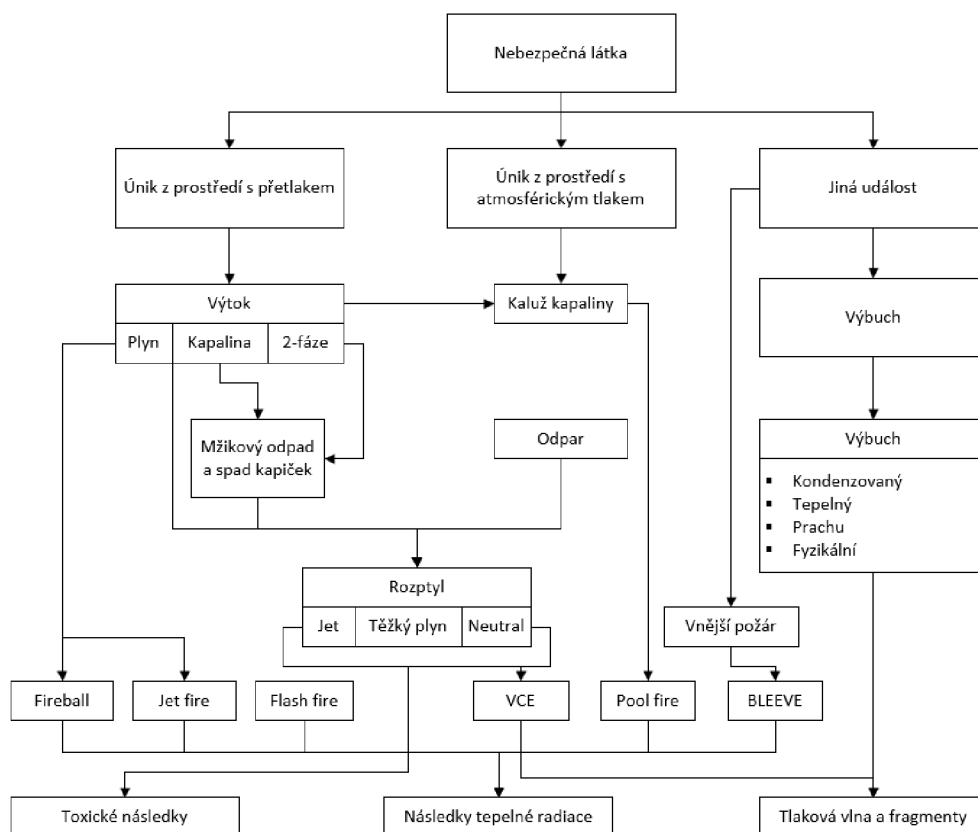 Nebezpečná látka
Únik z prostředí s přetlakem
Únik z prostředí s
atmosférickým tlakem
Jiná událost
Výtok
Plyn
Kapalina
2-fáze
Kaluž kapaliny
Výbuch
Mžikový odpad
a spad kapiček
Odpar
Výbuch
▪ Kondenzovaný
▪ Tepelný
▪ Prachu
▪ Fyzikální
Rozptyl
Jet
Těžký plyn
Neutral
Vnější požár
Fireball
Jet fire
Flash fire
VCE
Pool fire
BLEEVE
Toxické následky
Následky tepelné radiace
Tlaková vlna a fragmenty